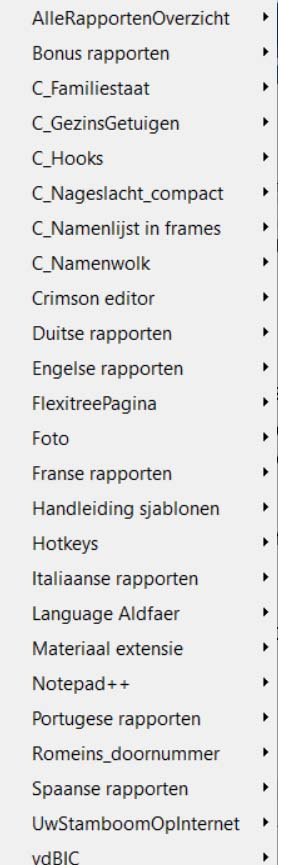 AlleRapportenOverzicht
Bonus rapporten
C_Familiestaat
C_GezinsGetuigen
C_Hooks
C_Nageslacht_compact
C_Namenlijst in frames
C_Namenwolk
Crimson editor
Duitse rapporten
Engelse rapporten
FlexitreePagina
Foto
Franse rapporten
Handleiding sjablonen
Hotkeys
Italiaanse rapporten
Language Aldfaer
Materiaal extensie
Notepad++
Portugese rapporten
Romeins_doornummer
Spaanse rapporten
UwStamboomOpInternet
vdBIC